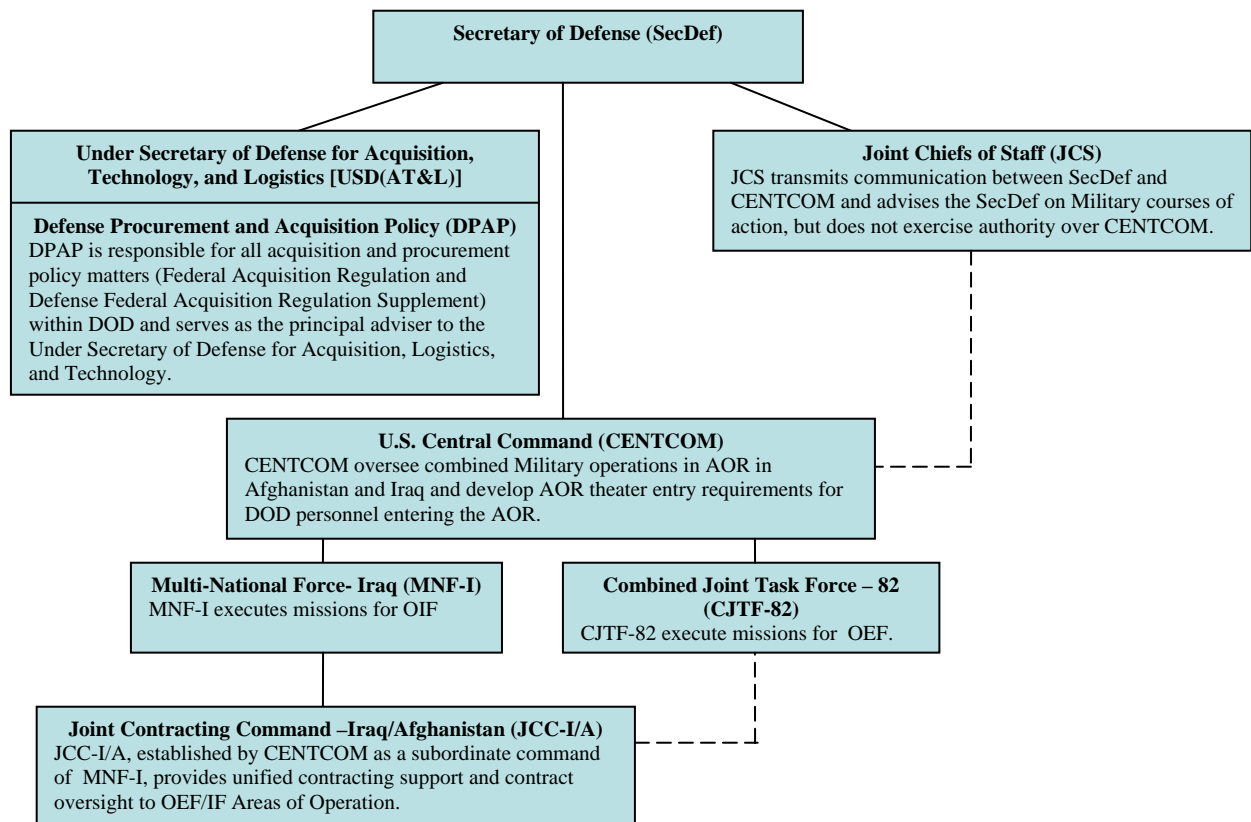 Secretary of Defense (SecDef)
Under Secretary of Defense for Acquisition,
Technology, and Logistics [USD(AT&L)]
Defense Procurement and Acquisition Policy (DPAP)
DPAP is responsible for all acquisition and procurement
policy matters (Federal Acquisition Regulation and
Defense Federal Acquisition Regulation Supplement)
within DOD and serves as the principal adviser to the
Under Secretary of Defense for Acquisition, Logistics,
and Technology.
Joint Chiefs of Staff (JCS)
JCS transmits communication between SecDef and
CENTCOM and advises the SecDef on Military courses of
action, but does not exercise authority over CENTCOM.
U.S. Central Command (CENTCOM)
CENTCOM oversee combined Military operations in AOR in
Afghanistan and Iraq and develop AOR theater entry requirements for
DOD personnel entering the AOR.
Multi-National Force- Iraq (MNF-I)
MNF-I executes missions for OIF
Combined Joint Task Force – 82
(CJTF-82)
CJTF-82 execute missions for  OEF.
Joint Contracting Command –Iraq/Afghanistan (JCC-I/A)
JCC-I/A, established by CENTCOM as a subordinate command
of  MNF-I, provides unified contracting support and contract
oversight to OEF/IF Areas of Operation.